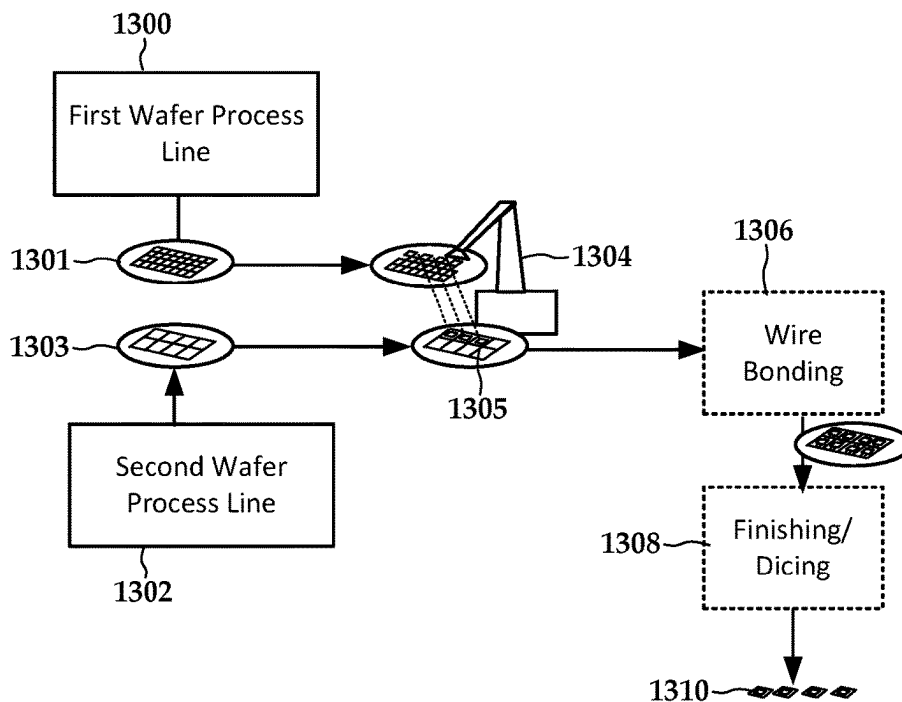 1300
First Wafer Process
Line
1301
1304
1306
1303
Wire
Bonding
1305
Second Wafer
Process Line
1308
Finishing/
Dicing
1302
1310